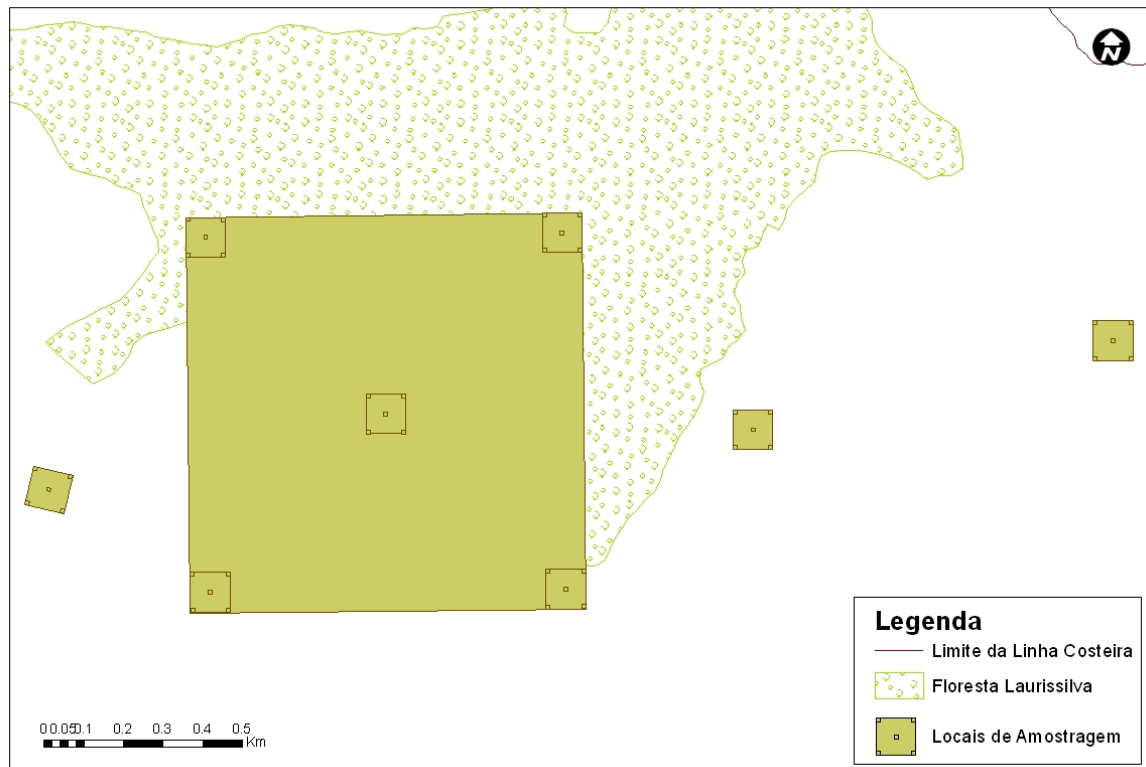 N
Legenda
Limite da Linha Costeira
Floresta Laurissilva
Locais de Amostragem
0 0.05 0.1 0.2 0.3 0.4 0.5
Km